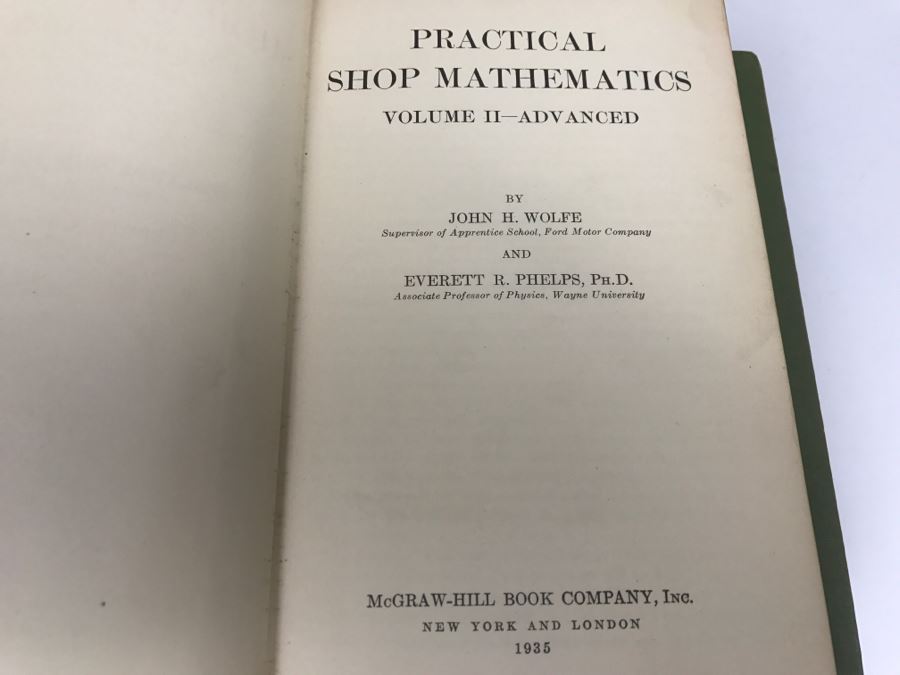 PRACTICAL
SHOP MATHEMATICS
VOLUME II—ADVANCED
BY
JOHN H. WOLFE
Supervisor of Apprentice School, Ford Motor Company
AND
EVERETT R. PHELPS, PH.D.
Associate Professor of Physics, Wayne University
McGRAW-HILL BOOK COMPANY, INC.
NEW YORK AND LONDON
1935